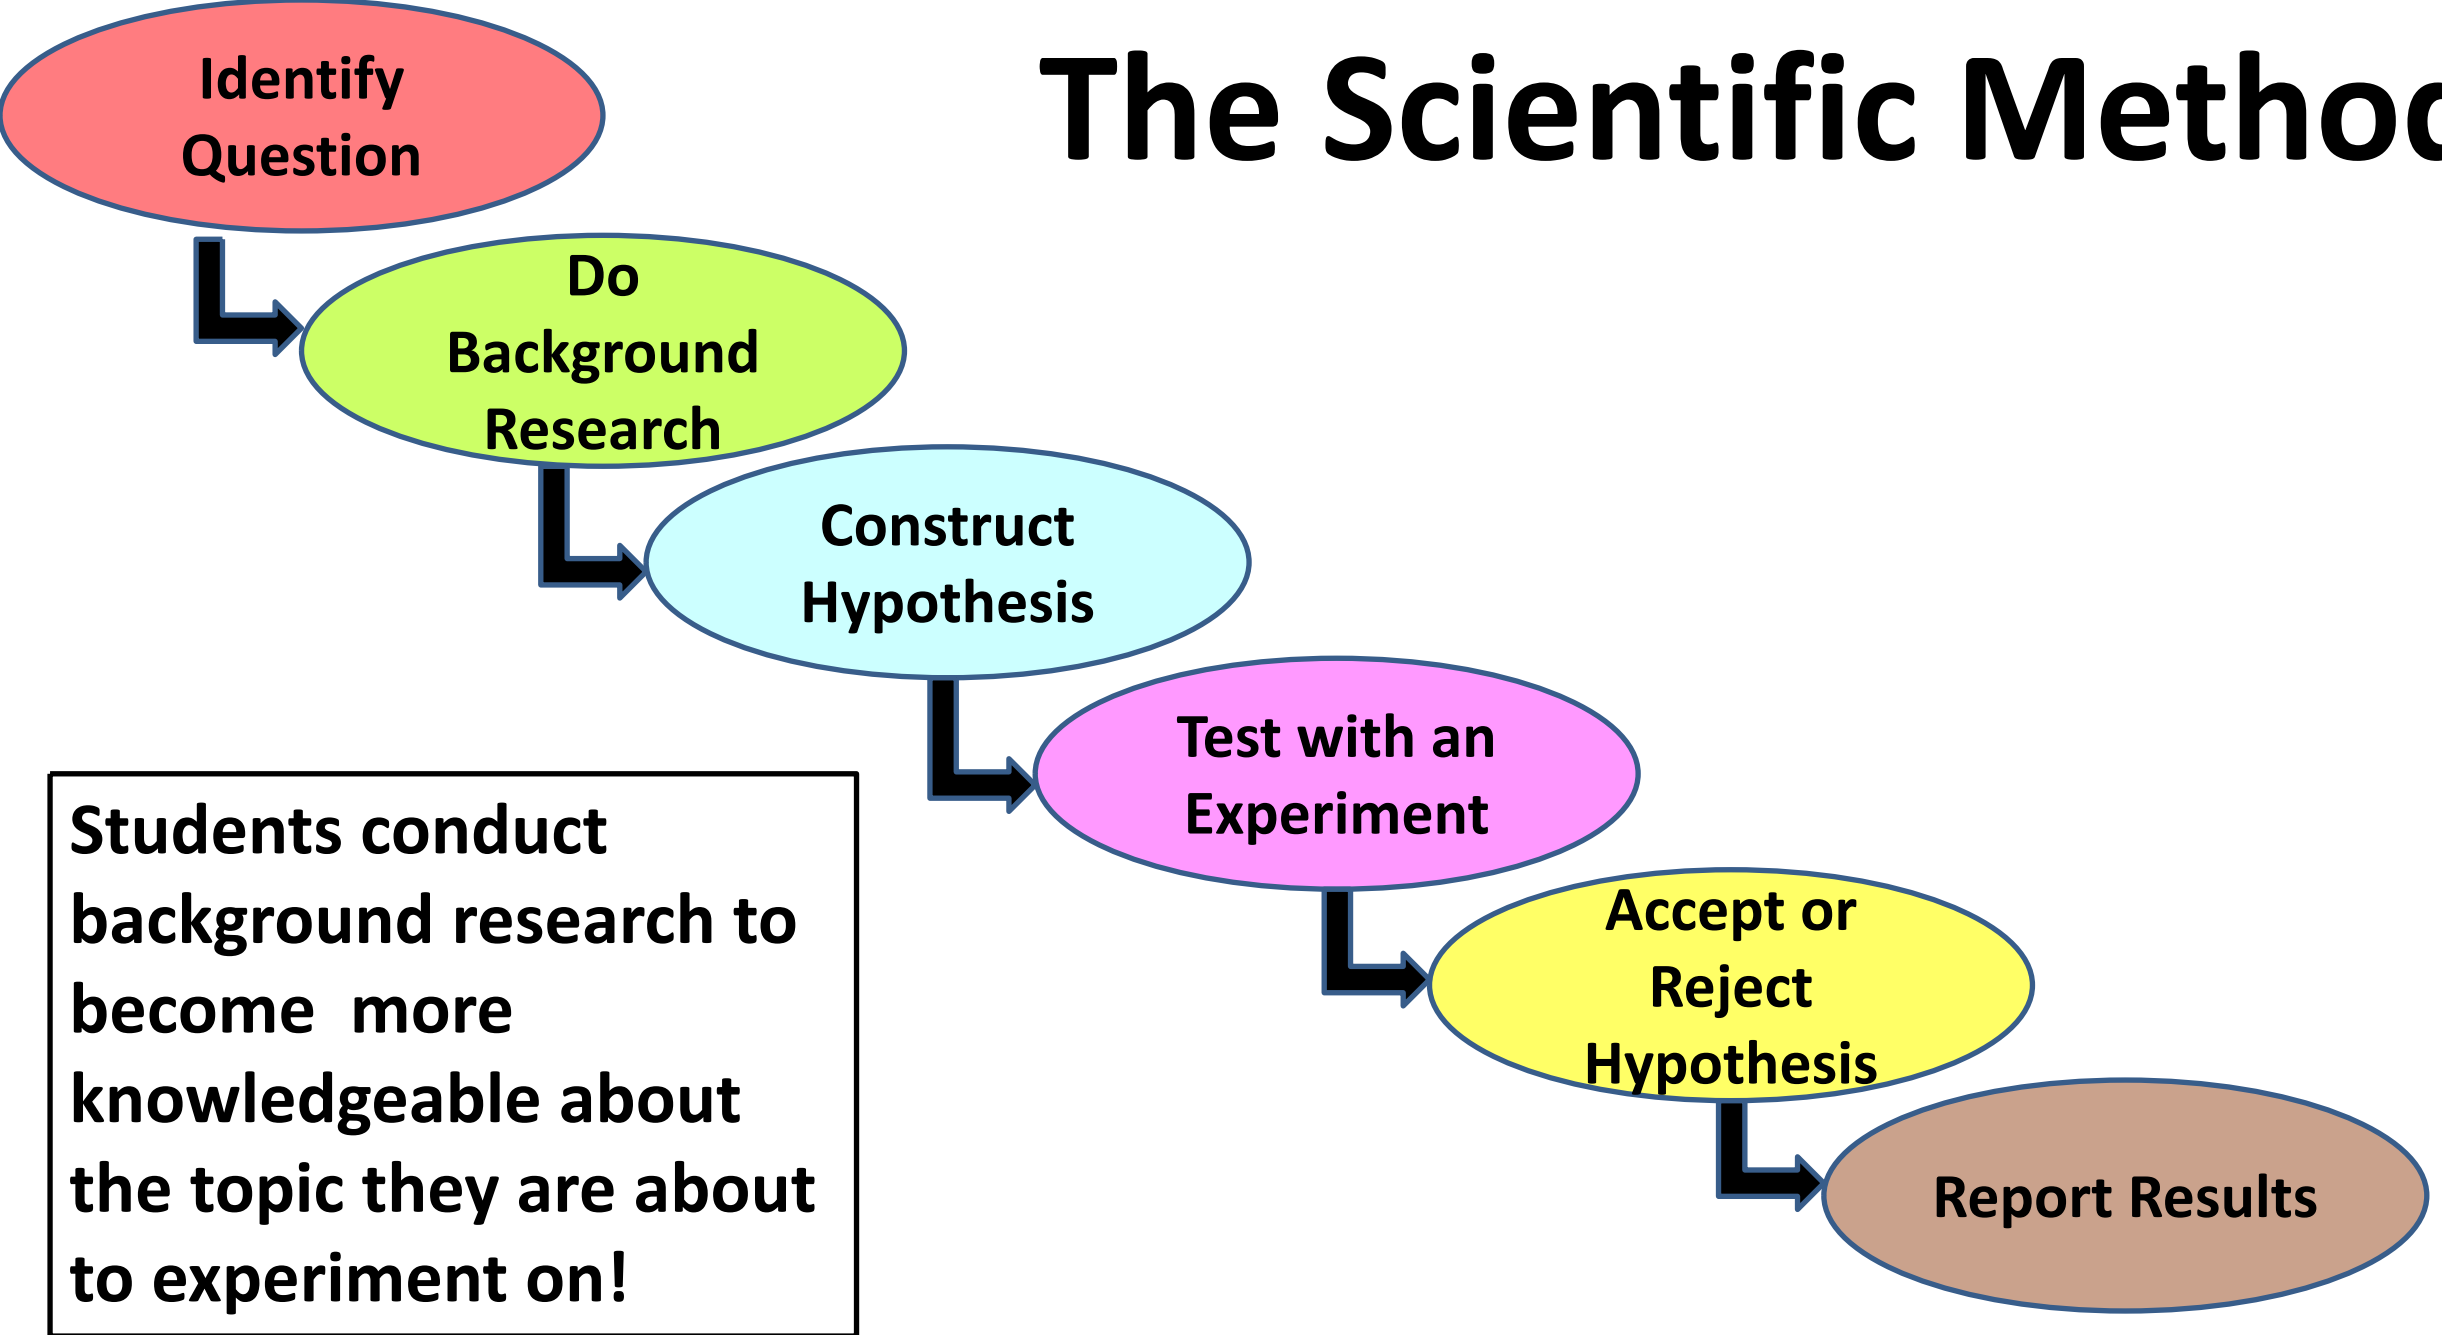 The Scientific Metho
Identify
Question
Do
Background
Research
Construct
Hypothesis
Test with an
Experiment
Accept or
Reject
Hypothesis
Report Results
Students conduct
background research to
become  more
knowledgeable about
the topic they are about
to experiment on!